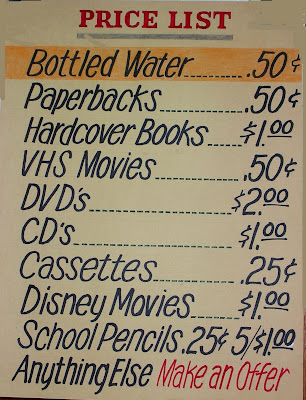 PRICE LIST
Bottled Water .50¢
Paperbacks .50¢
Hardcover Books $1.00
VHS Movies .50¢
DVD's $2.00
CD's $1.00
Cassettes .25¢
Disney Movies $1.00
School Pencils .25¢ 5/$1.00
Anything Else Make an Offer